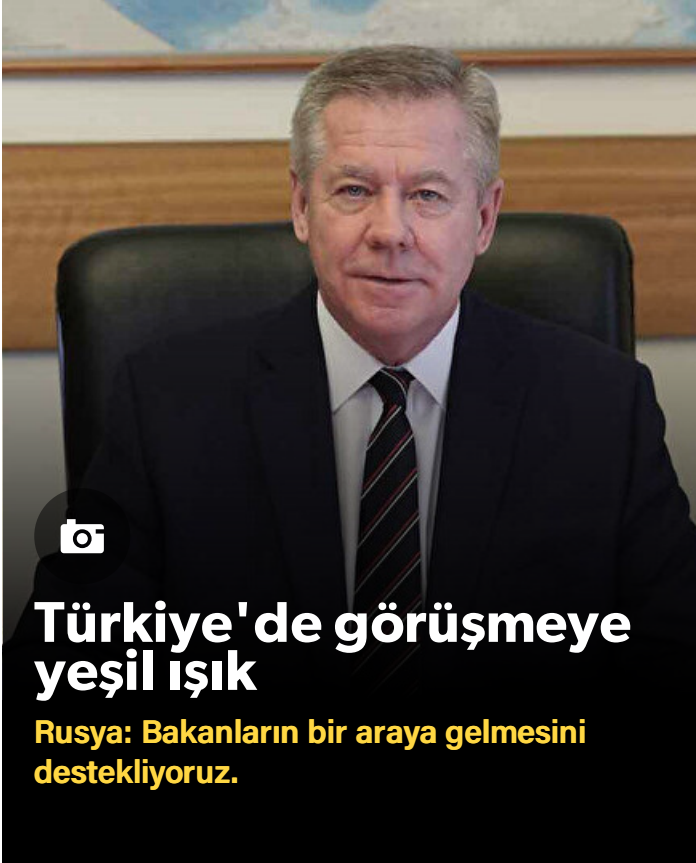 Türkiye'de görüşmeye
yeşil ışık
Rusya: Bakanların bir araya gelmesini
destekliyoruz.